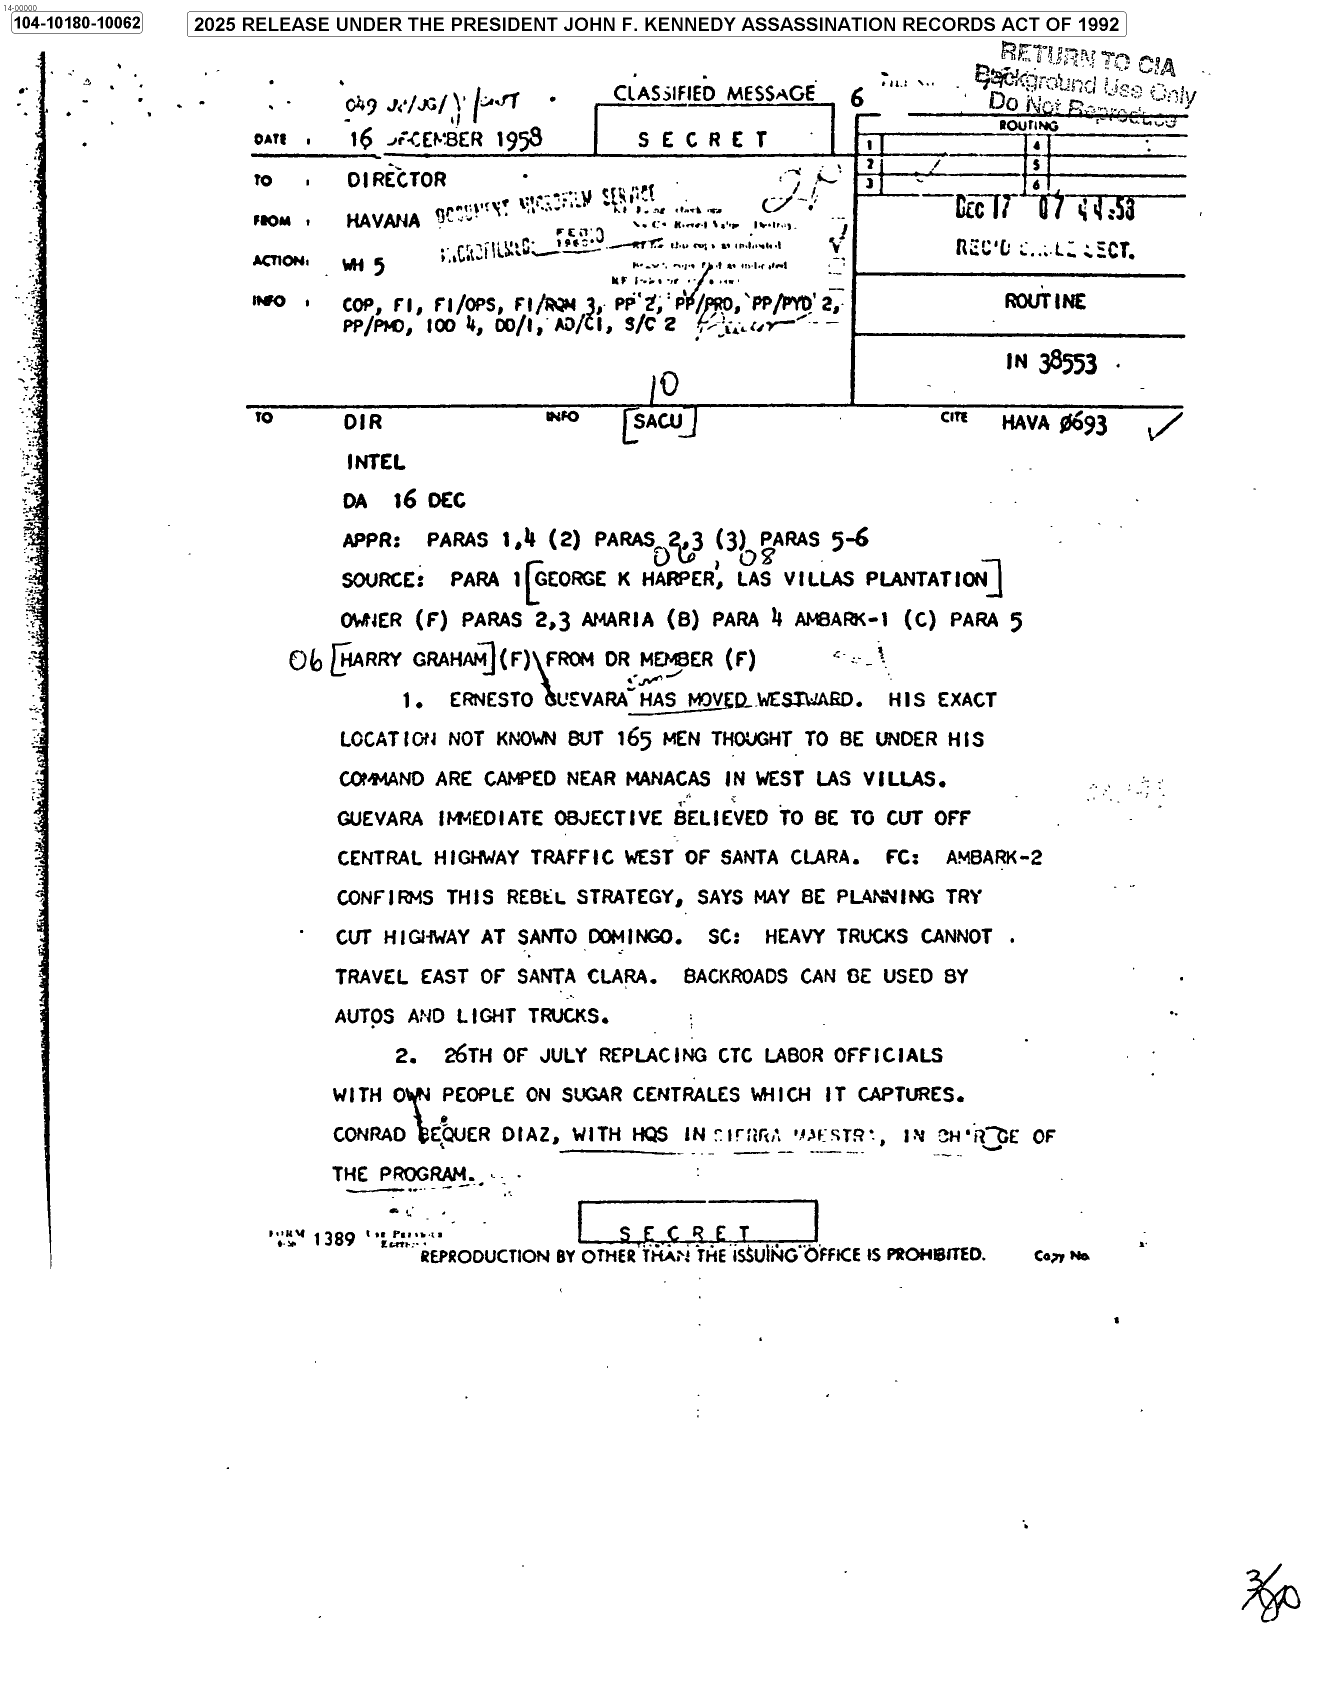 14-00000
104-10180-10062
2025 RELEASE UNDER THE PRESIDENT JOHN F. KENNEDY ASSASSINATION RECORDS ACT OF 1992
RETURN TO CIA
Background Use Only
Do Not Reproduce
049
CLASSIFIED MESSAGE
6
ROUTING
DATE : 16 DECEMBER 1958
S E C R E T
1 4
2 5
3 6
TO : DIRECTOR
FROM : HAVANA
DOCUMENT MICROFILM SERVICE
DEC 17 07
REC'D CABLE SECT.
ACTION: WH 5
MICROFILMED:
INFO : COP, FI, FI/OPS, FI/RQM 3, PP 2, PP/PRO, PP/PYD 2,
PP/PMD, IOO 4, DD/I, AD/CI, S/C 2
ROUTINE
IN 38553
10
TO DIR INFO [SACU] CITE HAVA 0693
INTEL
DA 16 DEC
APPR: PARAS 1,4 (2) PARAS 2,3 (3) PARAS 5-6
06 08
SOURCE: PARA 1 [GEORGE K HARPER, LAS VILLAS PLANTATION]
OWNER (F) PARAS 2,3 AMARIA (B) PARA 4 AMBARK-1 (C) PARA 5
06 [HARRY GRAHAM] (F) FROM DR MEMBER (F)
1. ERNESTO GUEVARA HAS MOVED WESTWARD. HIS EXACT
LOCATION NOT KNOWN BUT 165 MEN THOUGHT TO BE UNDER HIS
COMMAND ARE CAMPED NEAR MANACAS IN WEST LAS VILLAS.
GUEVARA IMMEDIATE OBJECTIVE BELIEVED TO BE TO CUT OFF
CENTRAL HIGHWAY TRAFFIC WEST OF SANTA CLARA. FC: AMBARK-2
CONFIRMS THIS REBEL STRATEGY, SAYS MAY BE PLANNING TRY
CUT HIGHWAY AT SANTO DOMINGO. SC: HEAVY TRUCKS CANNOT
TRAVEL EAST OF SANTA CLARA. BACKROADS CAN BE USED BY
AUTOS AND LIGHT TRUCKS.
2. 26TH OF JULY REPLACING CTC LABOR OFFICIALS
WITH OWN PEOPLE ON SUGAR CENTRALES WHICH IT CAPTURES.
CONRAD BEQUER DIAZ, WITH HQS IN SIERRA MAESTRA, IN CHARGE OF
THE PROGRAM.
S E C R E T
FORM 1389
REPRODUCTION BY OTHER THAN THE ISSUING OFFICE IS PROHIBITED. Copy No.